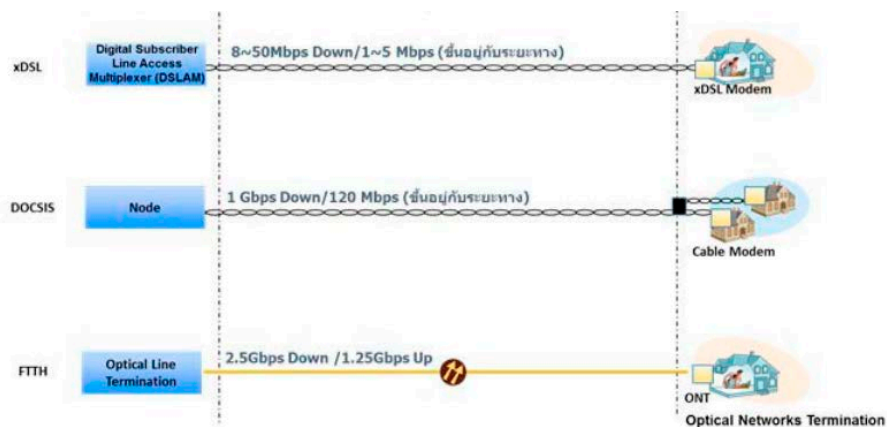 xDSL
Digital Subscriber
Line Access
Multiplexer (DSLAM)
8~50Mbps Down/1~5 Mbps (ขึ้นอยู่กับระยะทาง)
xDSL Modem
DOCSIS
Node
1 Gbps Down/120 Mbps (ขึ้นอยู่กับระยะทาง)
Cable Modem
FTTH
Optical Line
Termination
2.5Gbps Down /1.25Gbps Up
ONT
Optical Networks Termination